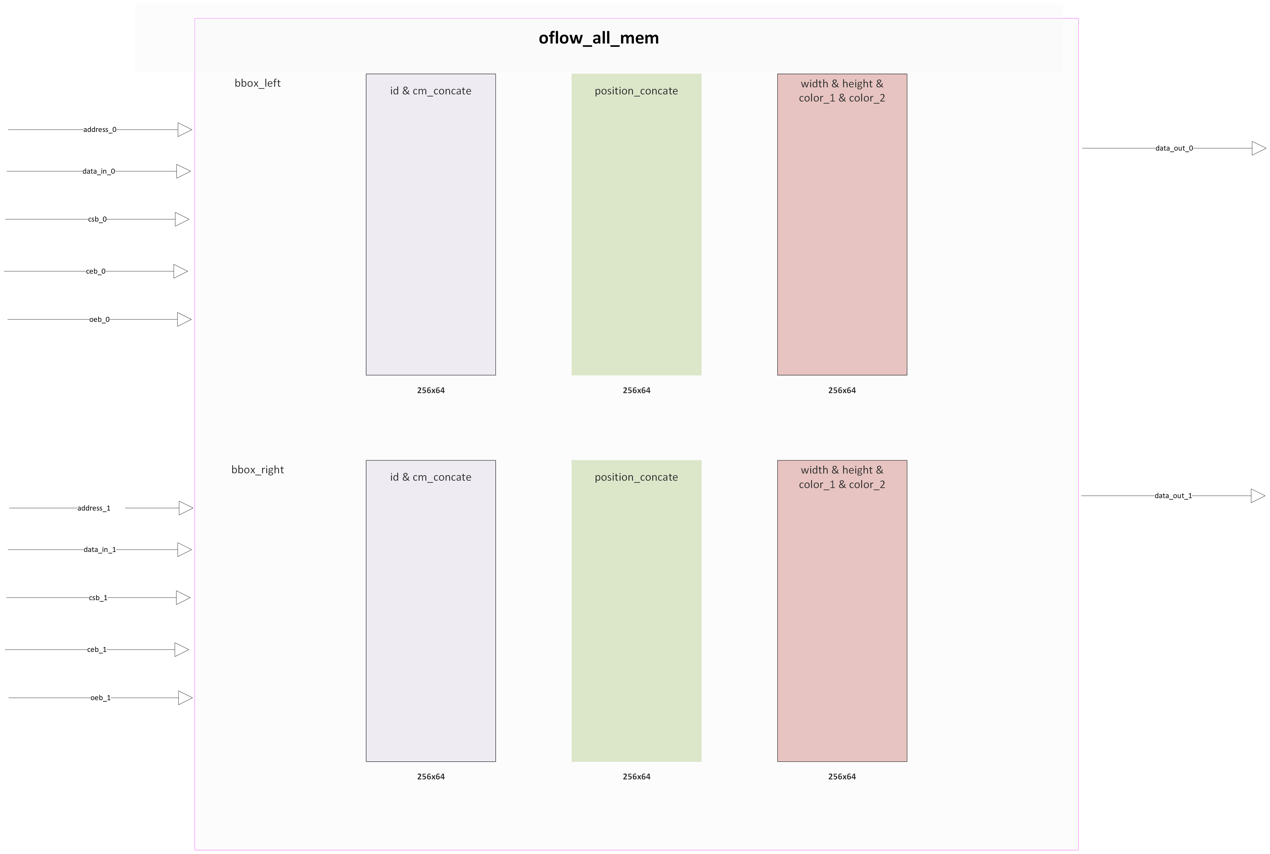 oflow_all_mem
bbox_left
id & cm_concate
position_concate
width & height &
color_1 & color_2
address_0
data_in_0
csb_0
ceb_0
oeb_0
data_out_0
256x64
256x64
256x64
bbox_right
id & cm_concate
position_concate
width & height &
color_1 & color_2
address_1
data_in_1
csb_1
ceb_1
oeb_1
data_out_1
256x64
256x64
256x64